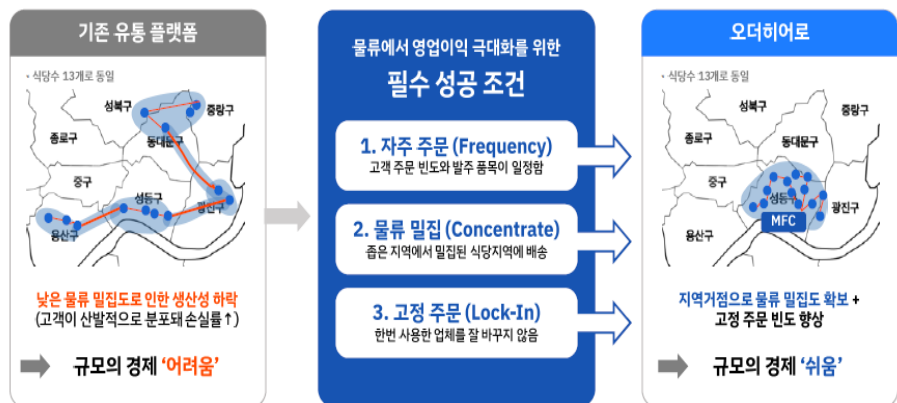 기존 유통 플랫폼
· 식당수 13개로 동일
성북구
중랑구
종로구
동대문구
중구
성동구
광진구
용산구
낮은 물류 밀집도로 인한 생산성 하락
(고객이 산발적으로 분포돼 손실률↑)
규모의 경제 ‘어려움’
물류에서 영업이익 극대화를 위한
필수 성공 조건
1. 자주 주문 (Frequency)
고객 주문 빈도와 발주 품목이 일정함
2. 물류 밀집 (Concentrate)
좁은 지역에서 밀집된 식당지역에 배송
3. 고정 주문 (Lock-In)
한번 사용한 업체를 잘 바꾸지 않음
오더히어로
· 식당수 13개로 동일
성북구
중랑구
종로구
동대문구
중구
성동구
광진구
MFC
용산구
지역거점으로 물류 밀집도 확보 +
고정 주문 빈도 향상
규모의 경제 ‘쉬움’